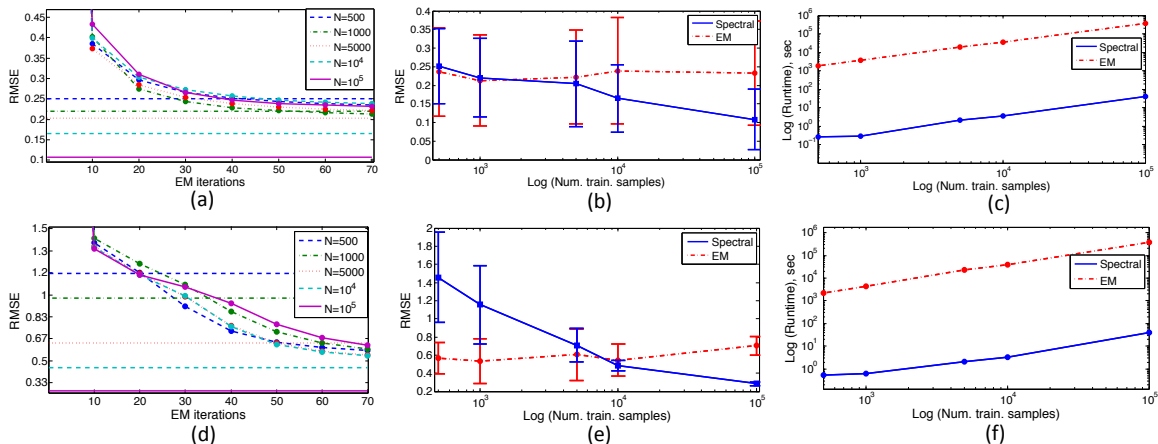 0.45
0.4
0.35
0.3
0.25
0.2
0.15
0.1
RMSE
10 20 30 40 50 60 70
EM iterations
N=500
N=1000
N=5000
N=10⁴
N=10⁵
(a)
0.45
0.4
0.35
0.3
0.25
0.2
0.15
0.1
0.05
0
RMSE
10³ 10⁴ 10⁵
Log (Num. train. samples)
Spectral
EM
(b)
10⁶
10⁵
10⁴
10³
10²
10¹
10⁰
10⁻¹
Log (Runtime), sec
10³ 10⁴ 10⁵
Log (Num. train. samples)
Spectral
EM
(c)
1.5
1.3
1.2
1
0.83
0.67
0.5
0.33
RMSE
10 20 30 40 50 60 70
EM iterations
N=500
N=1000
N=5000
N=10⁴
N=10⁵
(d)
2
1.8
1.6
1.4
1.2
1
0.8
0.6
0.4
0.2
RMSE
10³ 10⁴ 10⁵
Log (Num. train. samples)
Spectral
EM
(e)
10⁶
10⁵
10⁴
10³
10²
10¹
10⁰
Log (Runtime), sec
10³ 10⁴ 10⁵
Log (Num. train. samples)
Spectral
EM
(f)